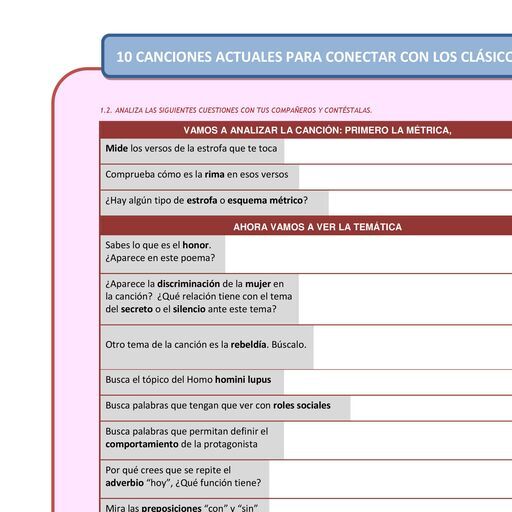 10 CANCIONES ACTUALES PARA CONECTAR CON LOS CLÁSICO
1.2. ANALIZA LAS SIGUIENTES CUESTIONES CON TUS COMPAÑEROS Y CONTÉSTALAS.
VAMOS A ANALIZAR LA CANCIÓN: PRIMERO LA MÉTRICA,
Mide los versos de la estrofa que te toca
Comprueba cómo es la rima en esos versos
¿Hay algún tipo de estrofa o esquema métrico?
AHORA VAMOS A VER LA TEMÁTICA
Sabes lo que es el honor.
¿Aparece en este poema?
¿Aparece la discriminación de la mujer en
la canción? ¿Qué relación tiene con el tema
del secreto o el silencio ante este tema?
Otro tema de la canción es la rebeldía. Búscalo.
Busca el tópico del Homo homini lupus
Busca palabras que tengan que ver con roles sociales
Busca palabras que permitan definir el
comportamiento de la protagonista
Por qué crees que se repite el
adverbio “hoy”, ¿Qué función tiene?
Mira las preposiciones “con” y “sin”